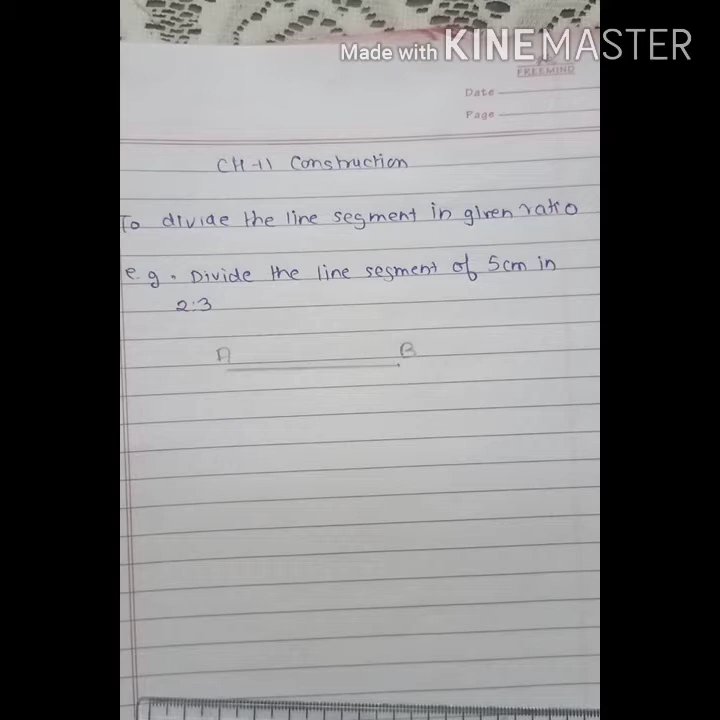 Made with KINEMASTER
FREEMIND
Date
Page
CH-11 Construction
To divide the line segment in given ratio
e.g. Divide the line segment of 5cm in
2:3
A B